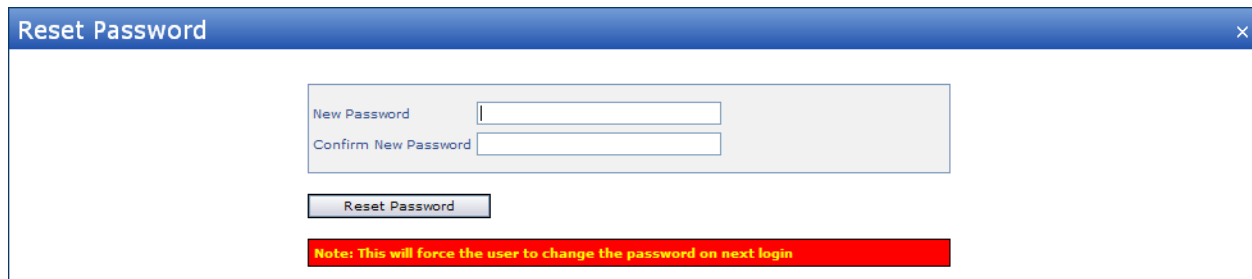 Reset Password
New Password
Confirm New Password
Reset Password
Note: This will force the user to change the password on next login